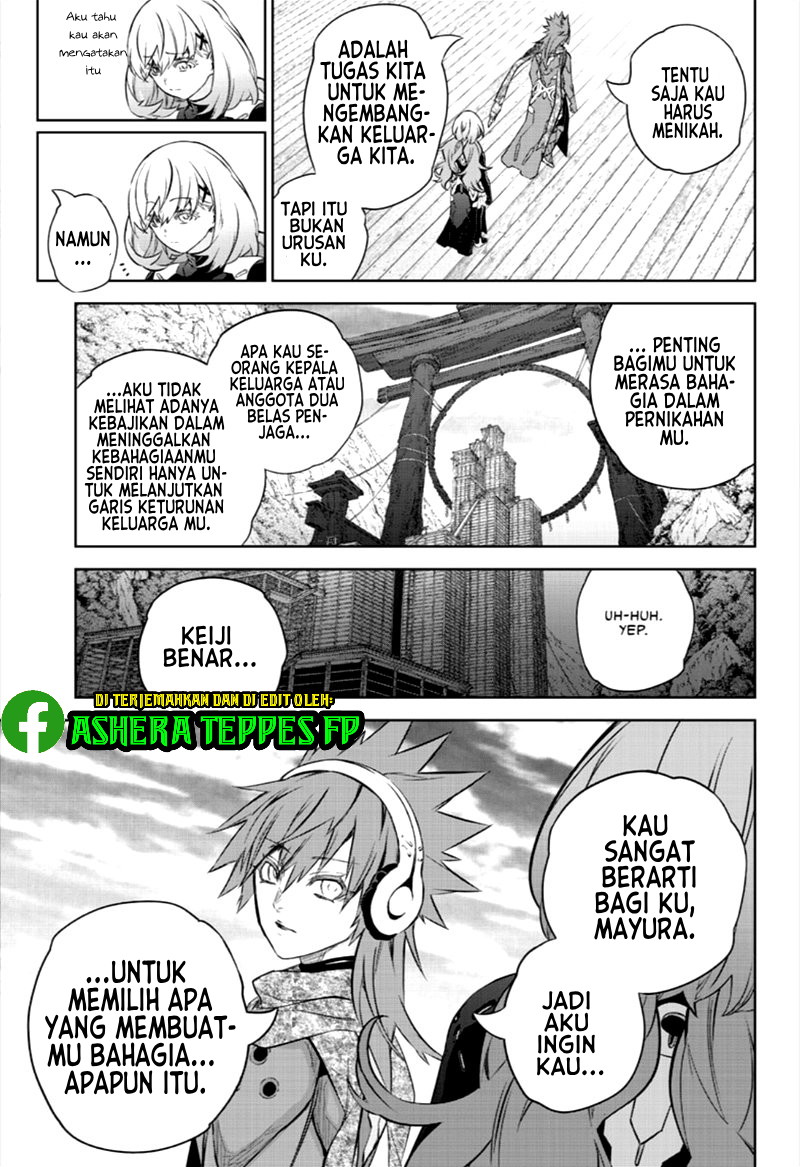 TENTU
SAJA KAU
HARUS
MENIKAH.
ADALAH
TUGAS KITA
UNTUK ME-
NGEMBANG-
KAN KELUAR-
GA KITA.
TAPI ITU
BUKAN
URUSAN
KU.
Aku tahu
kau akan
mengatakan
itu
NAMUN
...
... PENTING
BAGIMU UNTUK
MERASA BAHA-
GIA DALAM
PERNIKAHAN
MU.
APA KAU SE-
ORANG KEPALA
KELUARGA ATAU
ANGGOTA DUA
BELAS PEN-
JAGA...
...AKU TIDAK
MELIHAT ADANYA
KEBAJIKAN DALAM
MENINGGALKAN
KEBAHAGIAANMU
SENDIRI HANYA UN-
TUK MELANJUTKAN
GARIS KETURUNAN
KELUARGA MU.
UH-HUH.
YEP.
KEIJI
BENAR...
DI TERJEMAHKAN DAN DI EDIT OLEH:
ASHERA TEPPES FP
KAU
SANGAT
BERARTI
BAGI KU,
MAYURA.
JADI
AKU
INGIN
KAU...
...UNTUK
MEMILIH APA
YANG MEMBUAT-
MU BAHAGIA...
APAPUN ITU.